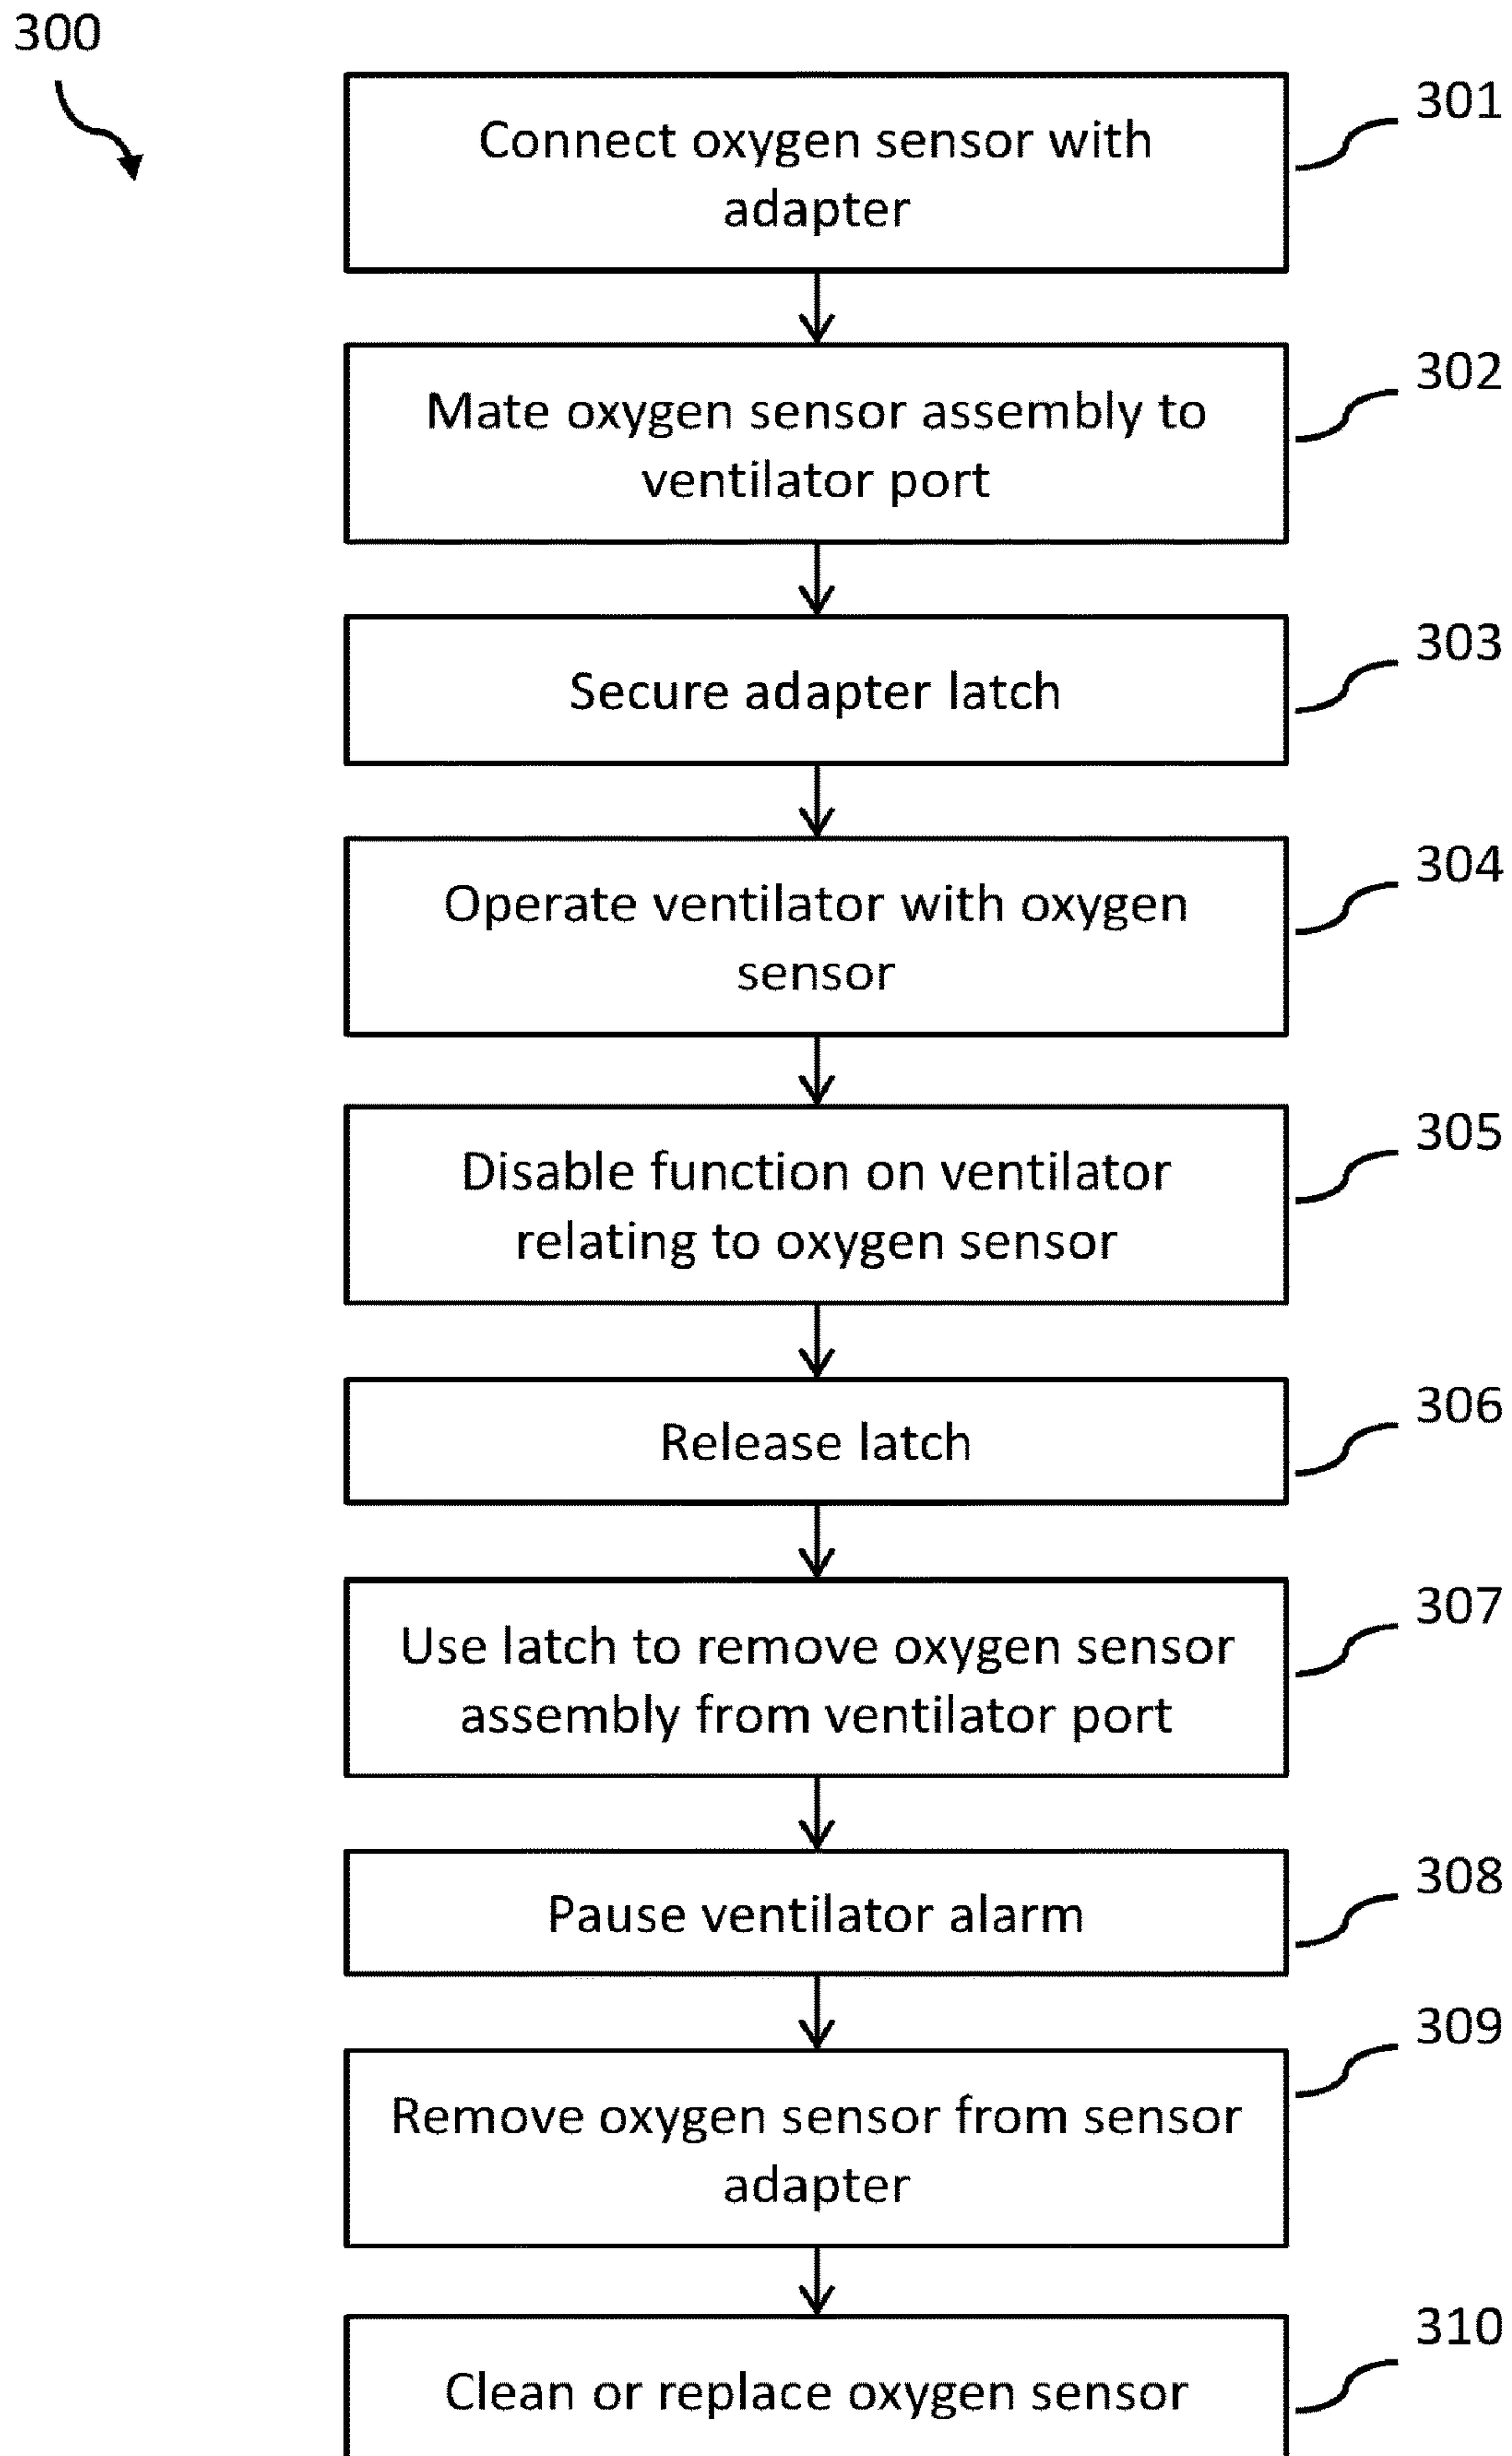 300
301
Connect oxygen sensor with
adapter
302
Mate oxygen sensor assembly to
ventilator port
303
Secure adapter latch
304
Operate ventilator with oxygen
sensor
305
Disable function on ventilator
relating to oxygen sensor
306
Release latch
307
Use latch to remove oxygen sensor
assembly from ventilator port
308
Pause ventilator alarm
309
Remove oxygen sensor from sensor
adapter
310
Clean or replace oxygen sensor